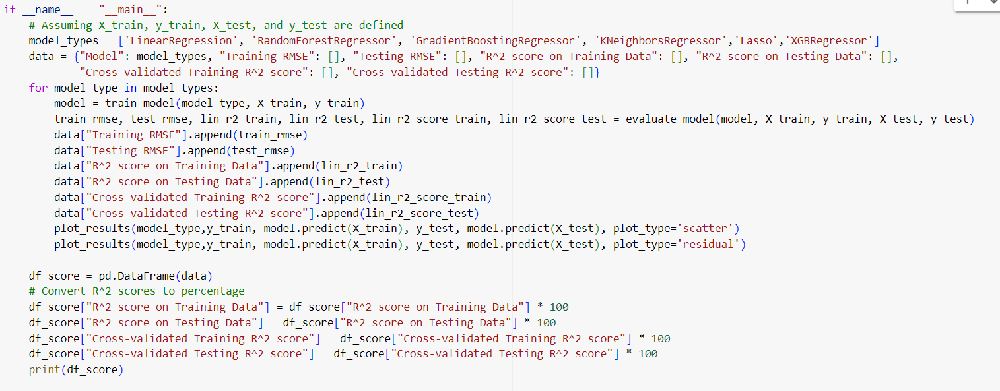 if __name__ == "__main__":
    # Assuming X_train, y_train, X_test, and y_test are defined
    model_types = ['LinearRegression', 'RandomForestRegressor', 'GradientBoostingRegressor', 'KNeighborsRegressor','Lasso','XGBRegressor']
    data = {"Model": model_types, "Training RMSE": [], "Testing RMSE": [], "R^2 score on Training Data": [], "R^2 score on Testing Data": [],
            "Cross-validated Training R^2 score": [], "Cross-validated Testing R^2 score": []}
    for model_type in model_types:
        model = train_model(model_type, X_train, y_train)
        train_rmse, test_rmse, lin_r2_train, lin_r2_test, lin_r2_score_train, lin_r2_score_test = evaluate_model(model, X_train, y_train, X_test, y_test)
        data["Training RMSE"].append(train_rmse)
        data["Testing RMSE"].append(test_rmse)
        data["R^2 score on Training Data"].append(lin_r2_train)
        data["R^2 score on Testing Data"].append(lin_r2_test)
        data["Cross-validated Training R^2 score"].append(lin_r2_score_train)
        data["Cross-validated Testing R^2 score"].append(lin_r2_score_test)
        plot_results(model_type,y_train, model.predict(X_train), y_test, model.predict(X_test), plot_type='scatter')
        plot_results(model_type,y_train, model.predict(X_train), y_test, model.predict(X_test), plot_type='residual')

    df_score = pd.DataFrame(data)
    # Convert R^2 scores to percentage
    df_score["R^2 score on Training Data"] = df_score["R^2 score on Training Data"] * 100
    df_score["R^2 score on Testing Data"] = df_score["R^2 score on Testing Data"] * 100
    df_score["Cross-validated Training R^2 score"] = df_score["Cross-validated Training R^2 score"] * 100
    df_score["Cross-validated Testing R^2 score"] = df_score["Cross-validated Testing R^2 score"] * 100
    print(df_score)